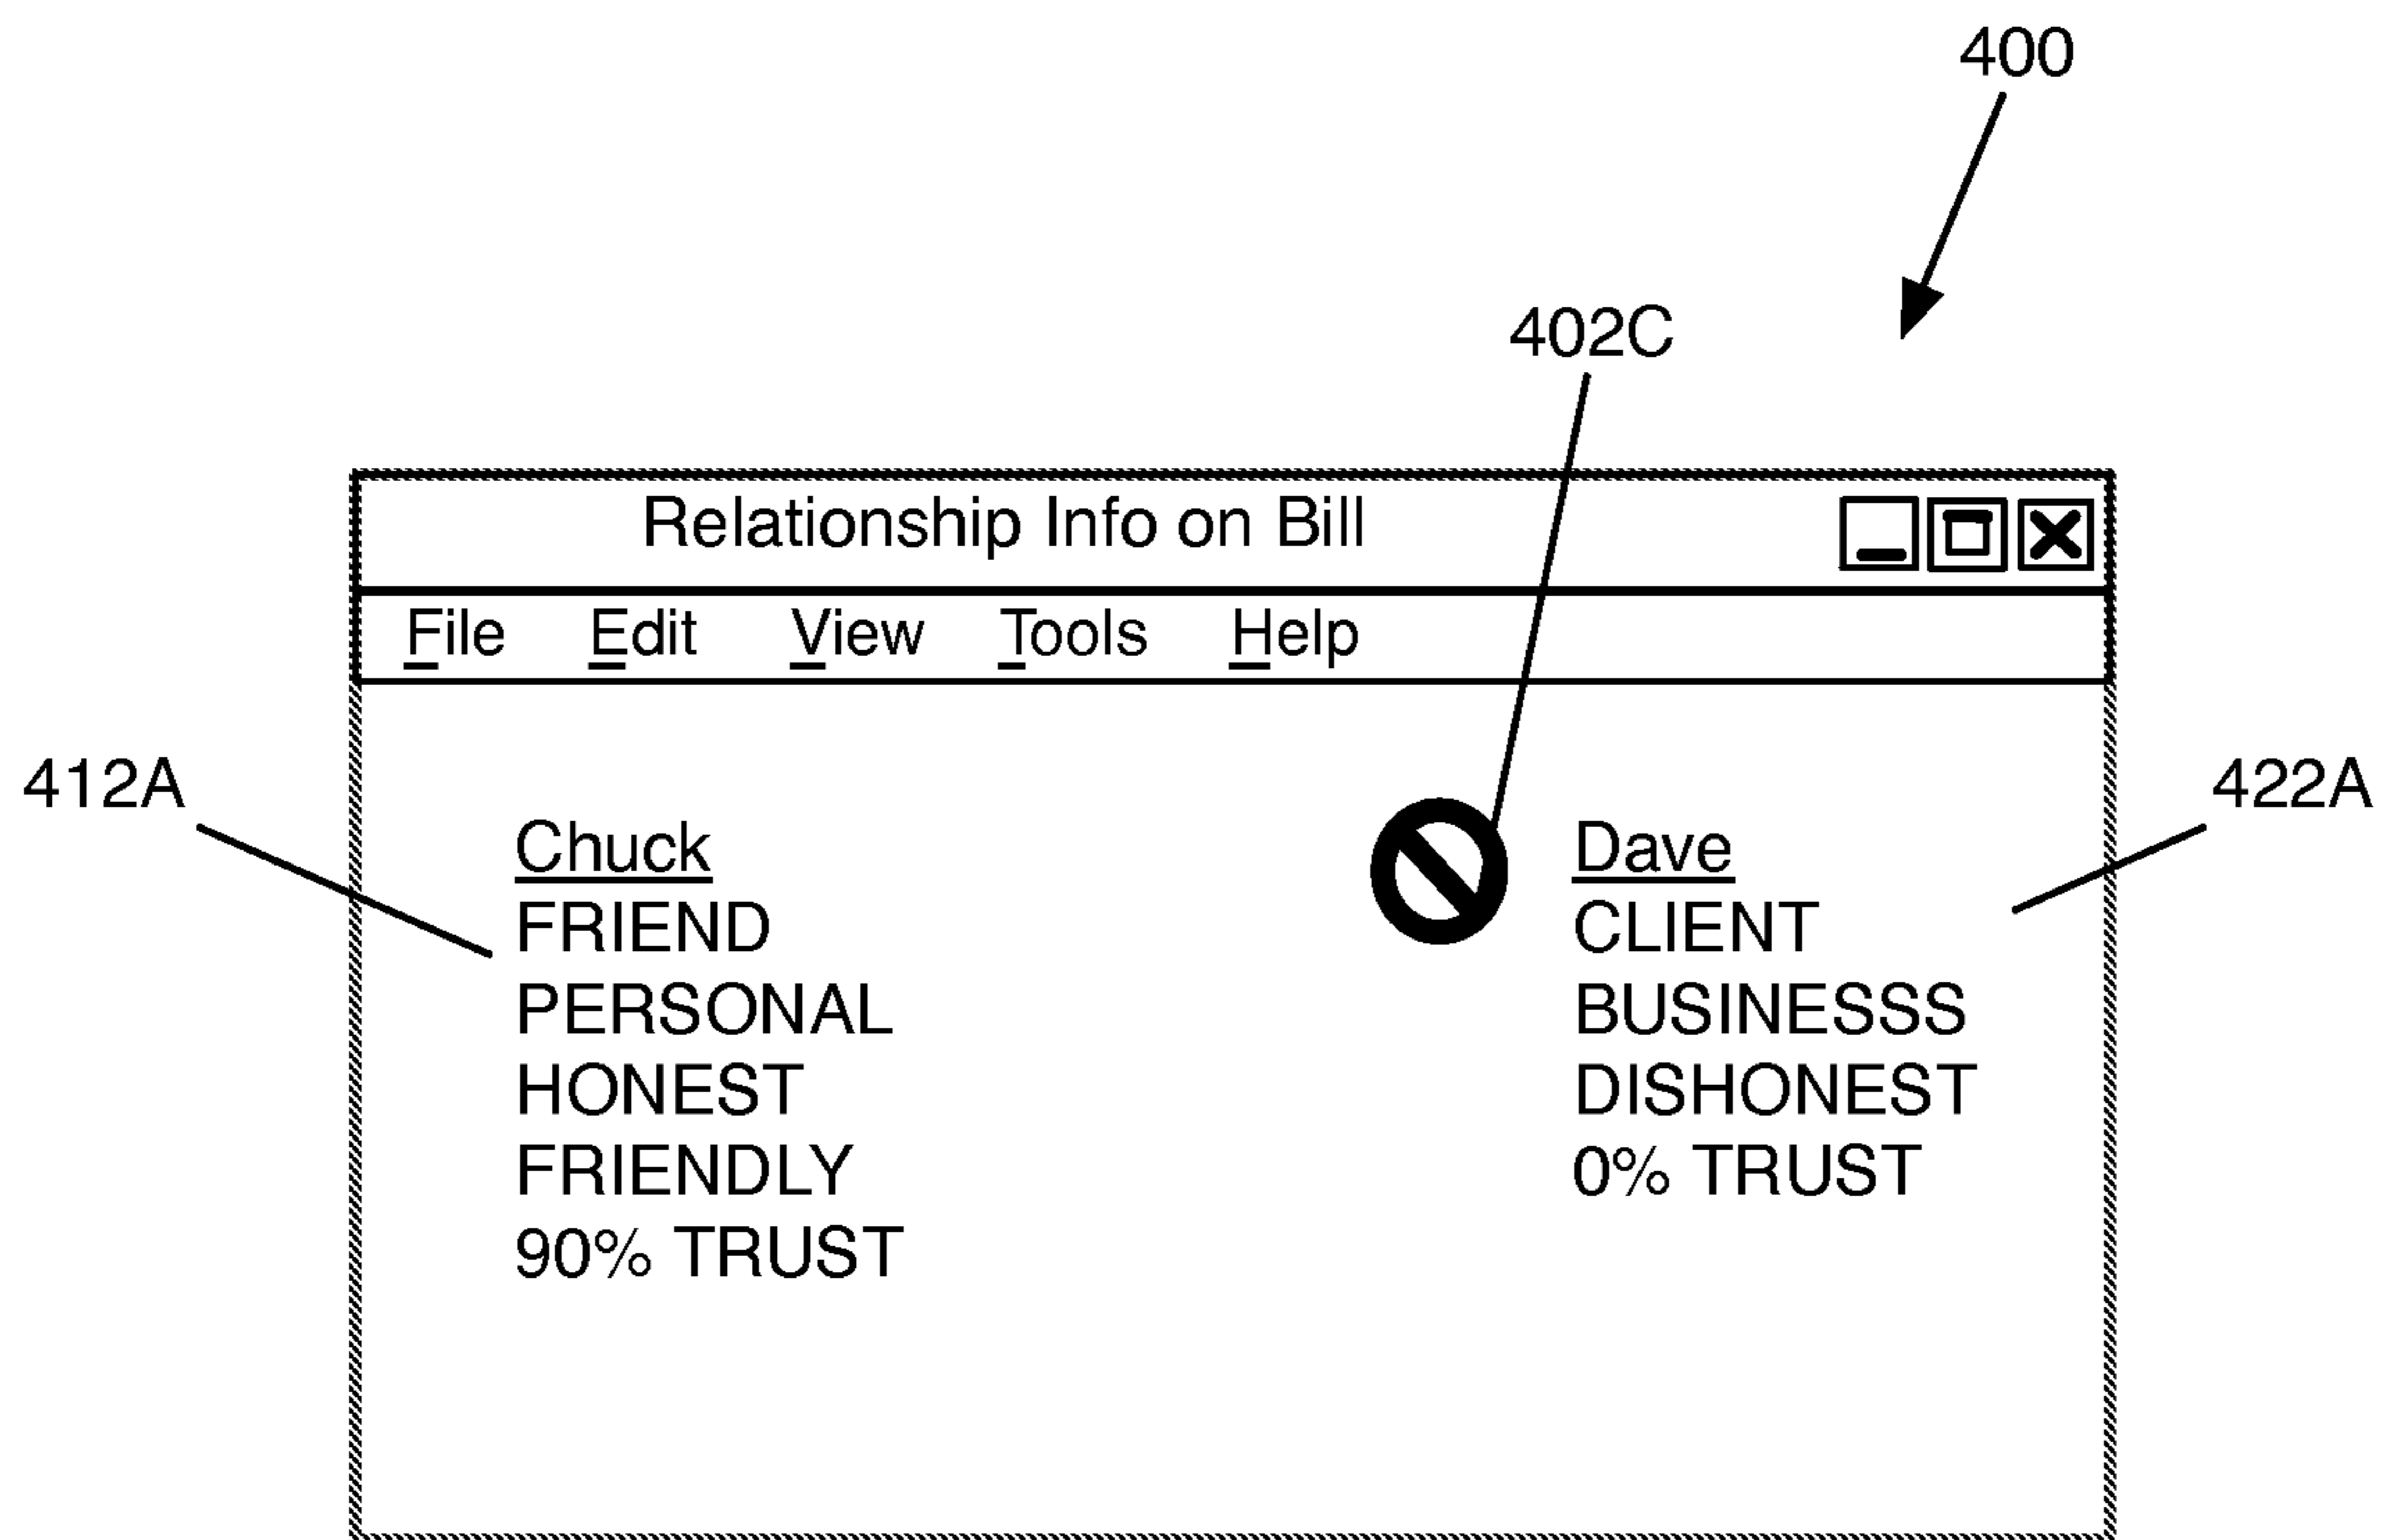 400
402C
Relationship Info on Bill
File Edit View Tools Help
412A
422A
Chuck
FRIEND
PERSONAL
HONEST
FRIENDLY
90% TRUST
Dave
CLIENT
BUSINESSS
DISHONEST
0% TRUST